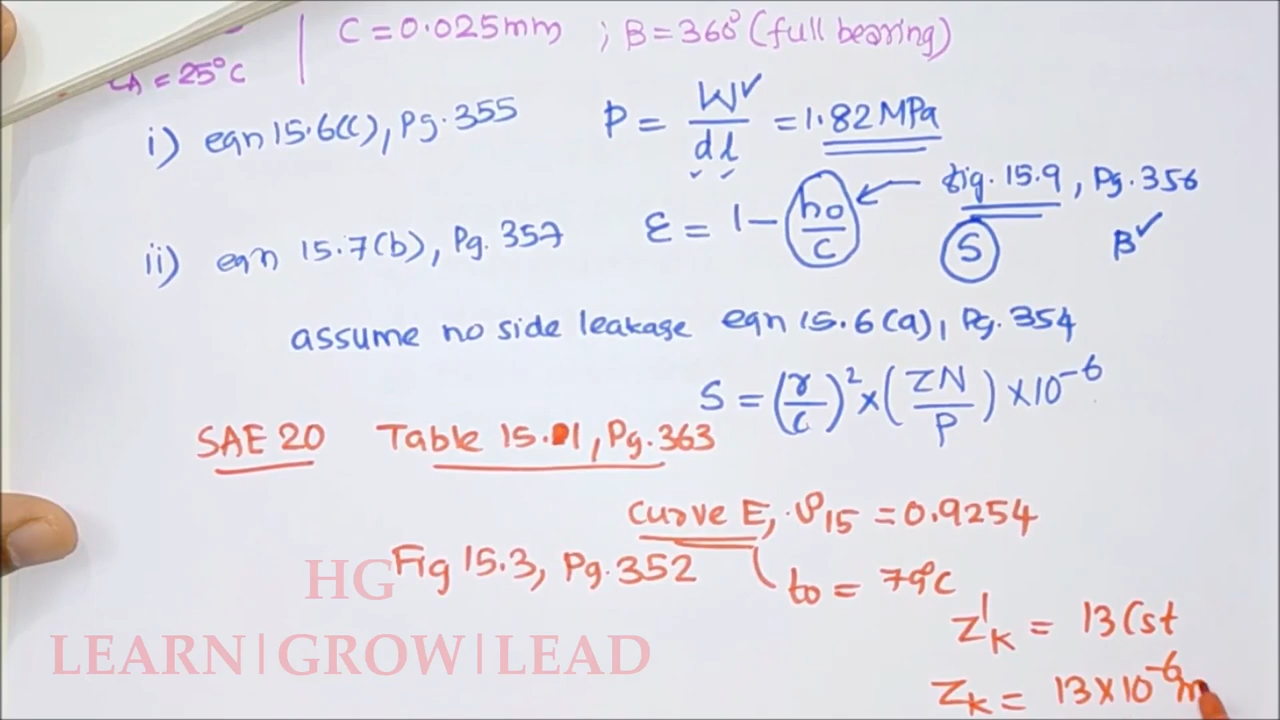 C = 0.025mm ; B = 360° (full bearing)
tA = 25°C
i) eqn 15.6(c), Pg. 355 P = W/dl = 1.82 MPa
ii) eqn 15.7(b), Pg. 357 ε = 1 - ho/c Fig. 15.9, Pg. 356
S B
assume no side leakage eqn 15.6(a), Pg. 354
S = (r/c)² × (ZN/P) × 10⁻⁶
SAE 20 Table 15.11, Pg. 363
Curve E, ρ15 = 0.9254
Fig 15.3, Pg. 352 to = 79°C
Z'k = 13 Cst
Zk = 13 × 10⁻⁶ m
HG
LEARN|GROW|LEAD